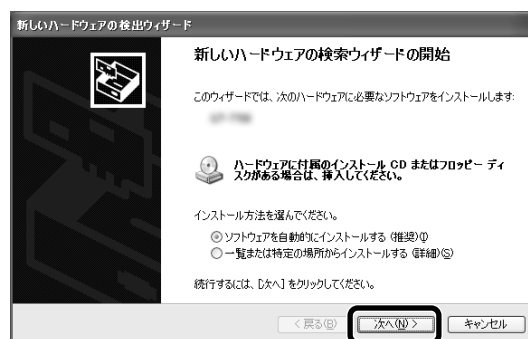 新しいハードウェアの検出ウィザード
新しいハードウェアの検索ウィザードの開始
このウィザードでは、次のハードウェアに必要なソフトウェアをインストールします:
ハードウェアに付属のインストール CD またはフロッピー ディ
スクがある場合は、挿入してください。
インストール方法を選んでください。
ソフトウェアを自動的にインストールする (推奨)(I)
一覧または特定の場所からインストールする (詳細)(S)
続行するには、[次へ] をクリックしてください。
< 戻る(B) 次へ(N) > キャンセル